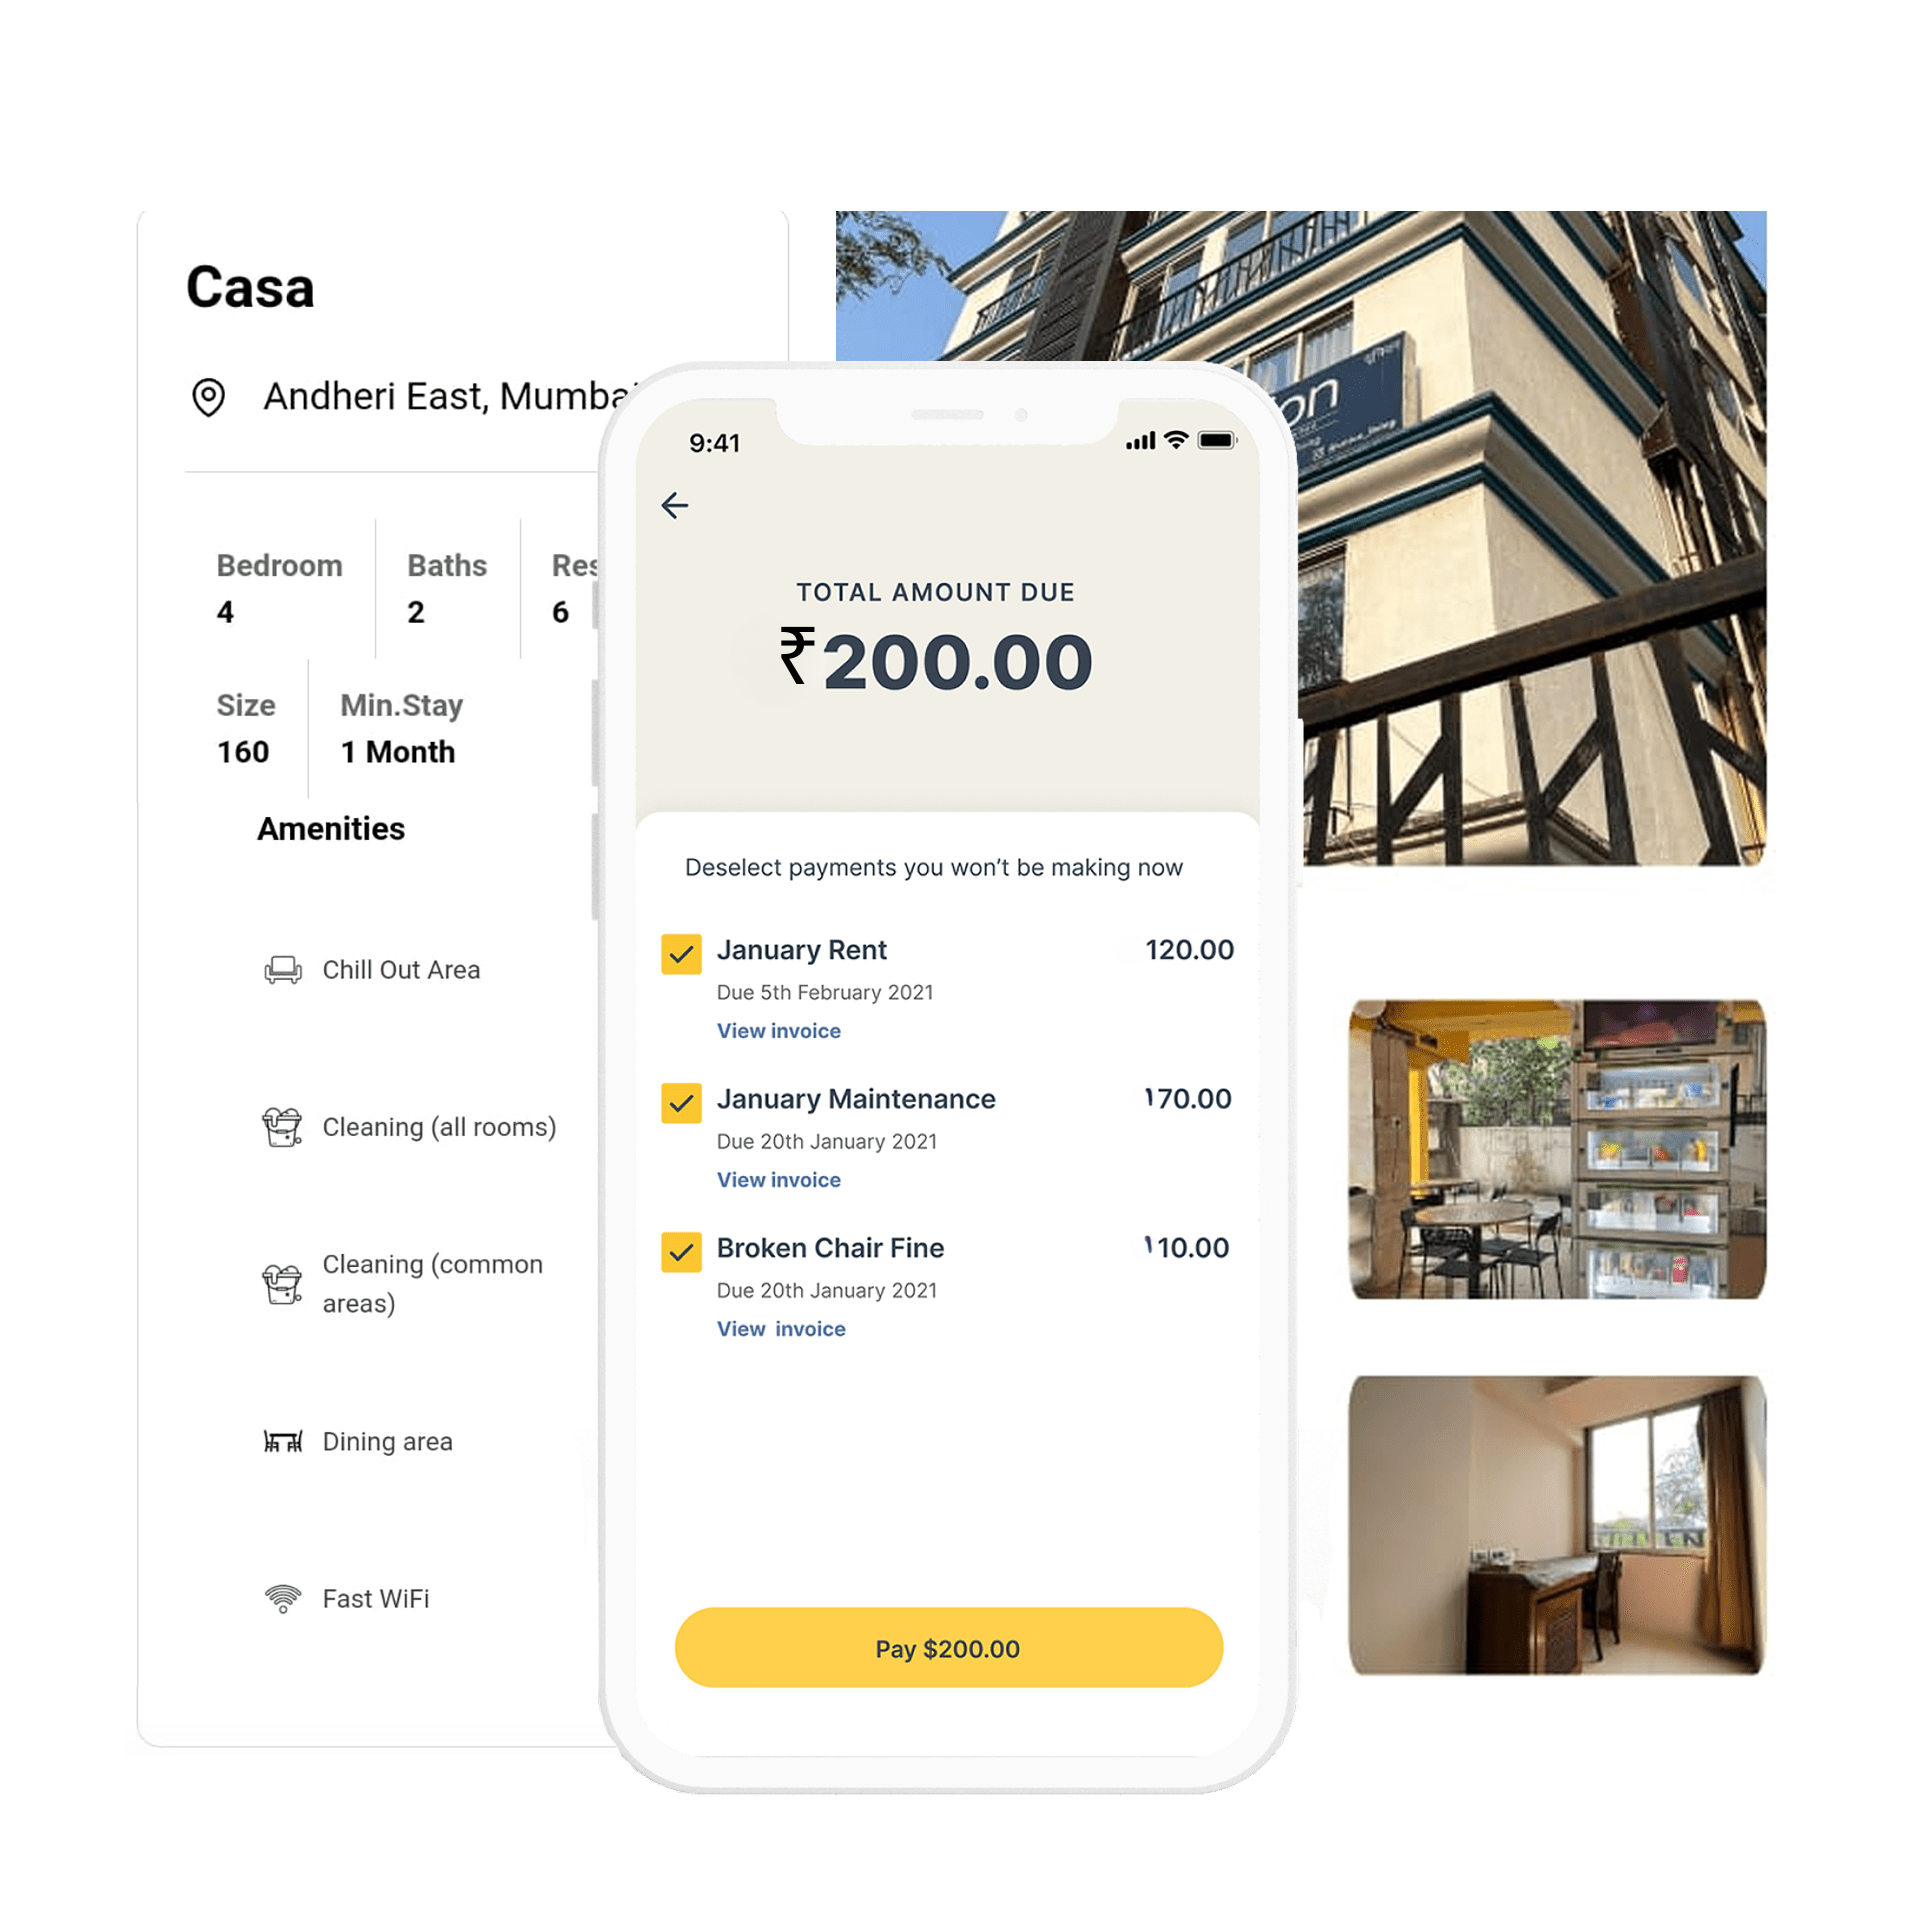 Casa
Andheri East, Mumba
Bedroom
4
Baths
2
Res
6
Size
160
Min.Stay
1 Month
Amenities
Chill Out Area
Cleaning (all rooms)
Cleaning (common
areas)
Dining area
Fast WiFi
on
9:41
TOTAL AMOUNT DUE
₹200.00
Deselect payments you won’t be making now
January Rent 120.00
Due 5th February 2021
View invoice
January Maintenance 170.00
Due 20th January 2021
View invoice
Broken Chair Fine 110.00
Due 20th January 2021
View invoice
Pay $200.00